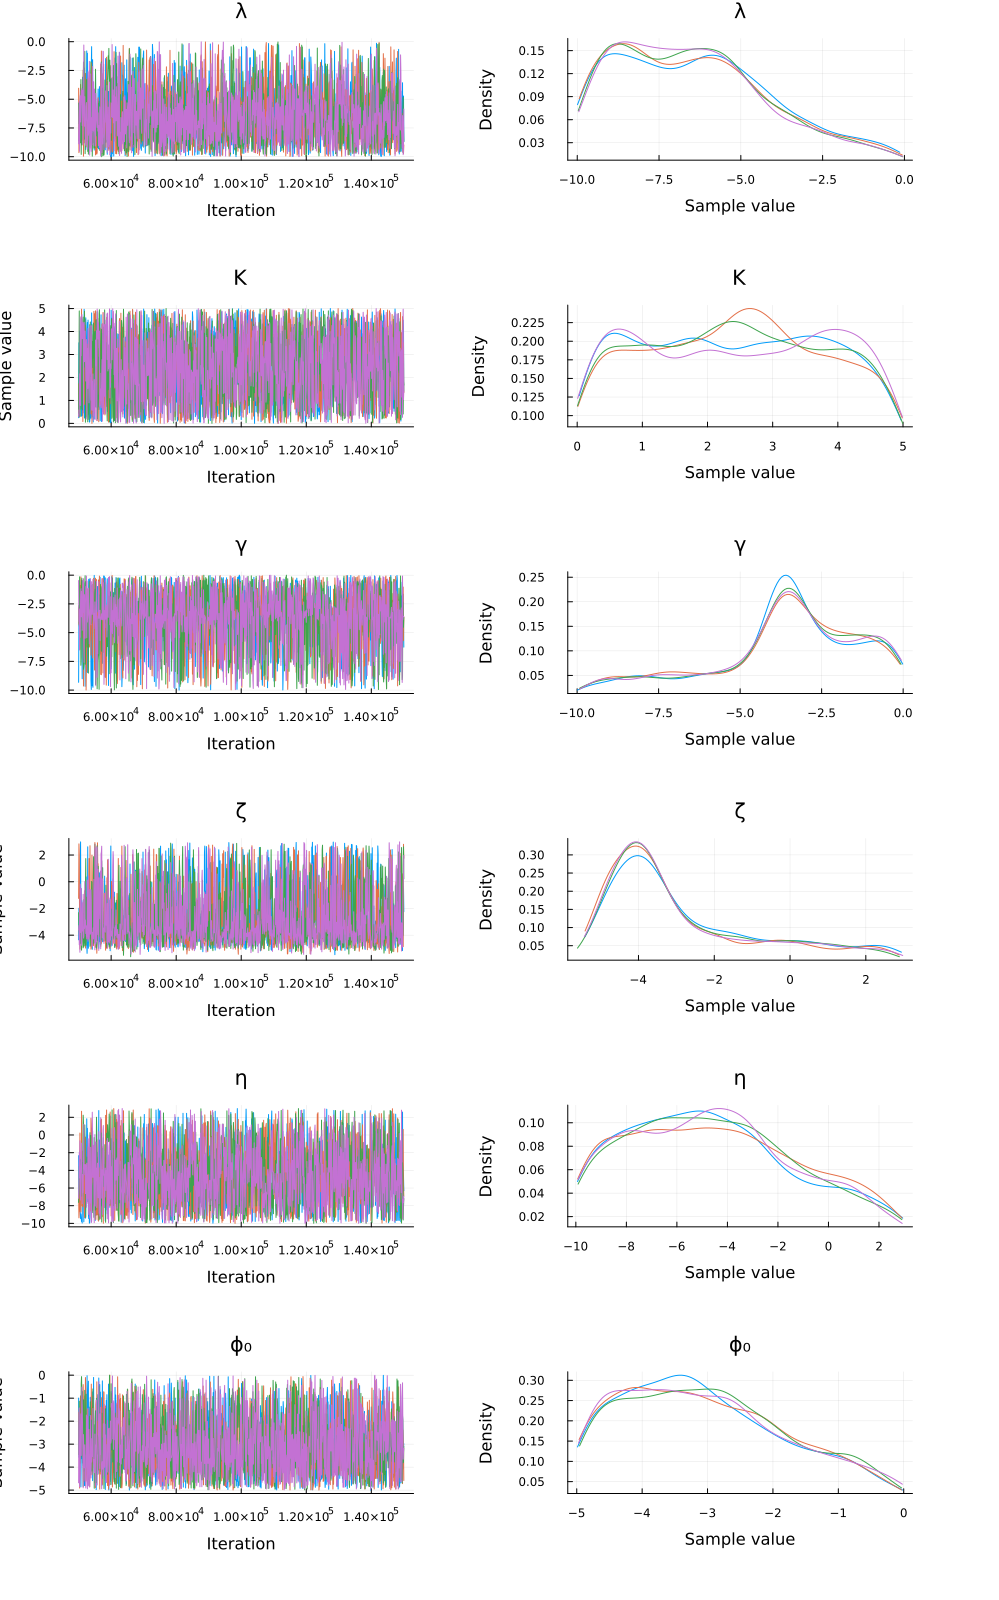 λ
λ
0.0
−2.5
−5.0
−7.5
−10.0
6.00×10⁴ 8.00×10⁴ 1.00×10⁵ 1.20×10⁵ 1.40×10⁵
Iteration
Density
0.15
0.12
0.09
0.06
0.03
−10.0 −7.5 −5.0 −2.5 0.0
Sample value
K
K
Sample value
5
4
3
2
1
0
6.00×10⁴ 8.00×10⁴ 1.00×10⁵ 1.20×10⁵ 1.40×10⁵
Iteration
Density
0.225
0.200
0.175
0.150
0.125
0.100
0 1 2 3 4 5
Sample value
γ
γ
0.0
−2.5
−5.0
−7.5
−10.0
6.00×10⁴ 8.00×10⁴ 1.00×10⁵ 1.20×10⁵ 1.40×10⁵
Iteration
Density
0.25
0.20
0.15
0.10
0.05
−10.0 −7.5 −5.0 −2.5 0.0
Sample value
ζ
ζ
2
0
−2
−4
6.00×10⁴ 8.00×10⁴ 1.00×10⁵ 1.20×10⁵ 1.40×10⁵
Iteration
Density
0.30
0.25
0.20
0.15
0.10
0.05
−4 −2 0 2
Sample value
η
η
2
0
−2
−4
−6
−8
−10
6.00×10⁴ 8.00×10⁴ 1.00×10⁵ 1.20×10⁵ 1.40×10⁵
Iteration
Density
0.10
0.08
0.06
0.04
0.02
−10 −8 −6 −4 −2 0 2
Sample value
ϕ₀
ϕ₀
0
−1
−2
−3
−4
−5
6.00×10⁴ 8.00×10⁴ 1.00×10⁵ 1.20×10⁵ 1.40×10⁵
Iteration
Density
0.30
0.25
0.20
0.15
0.10
0.05
−5 −4 −3 −2 −1 0
Sample value